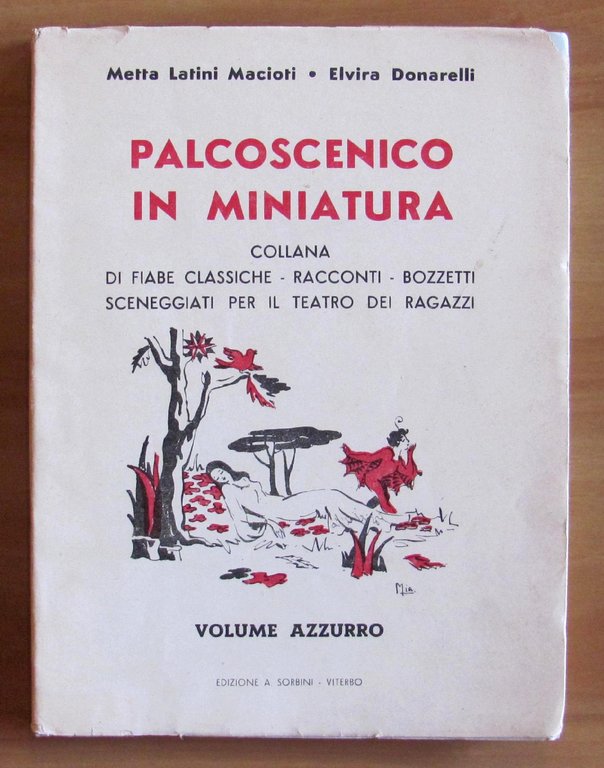 Metta Latini Macioti • Elvira Donarelli
PALCOSCENICO
IN MINIATURA
COLLANA
DI FIABE CLASSICHE - RACCONTI - BOZZETTI
SCENEGGIATI PER IL TEATRO DEI RAGAZZI
Mia.
VOLUME AZZURRO
EDIZIONE A SORBINI - VITERBO